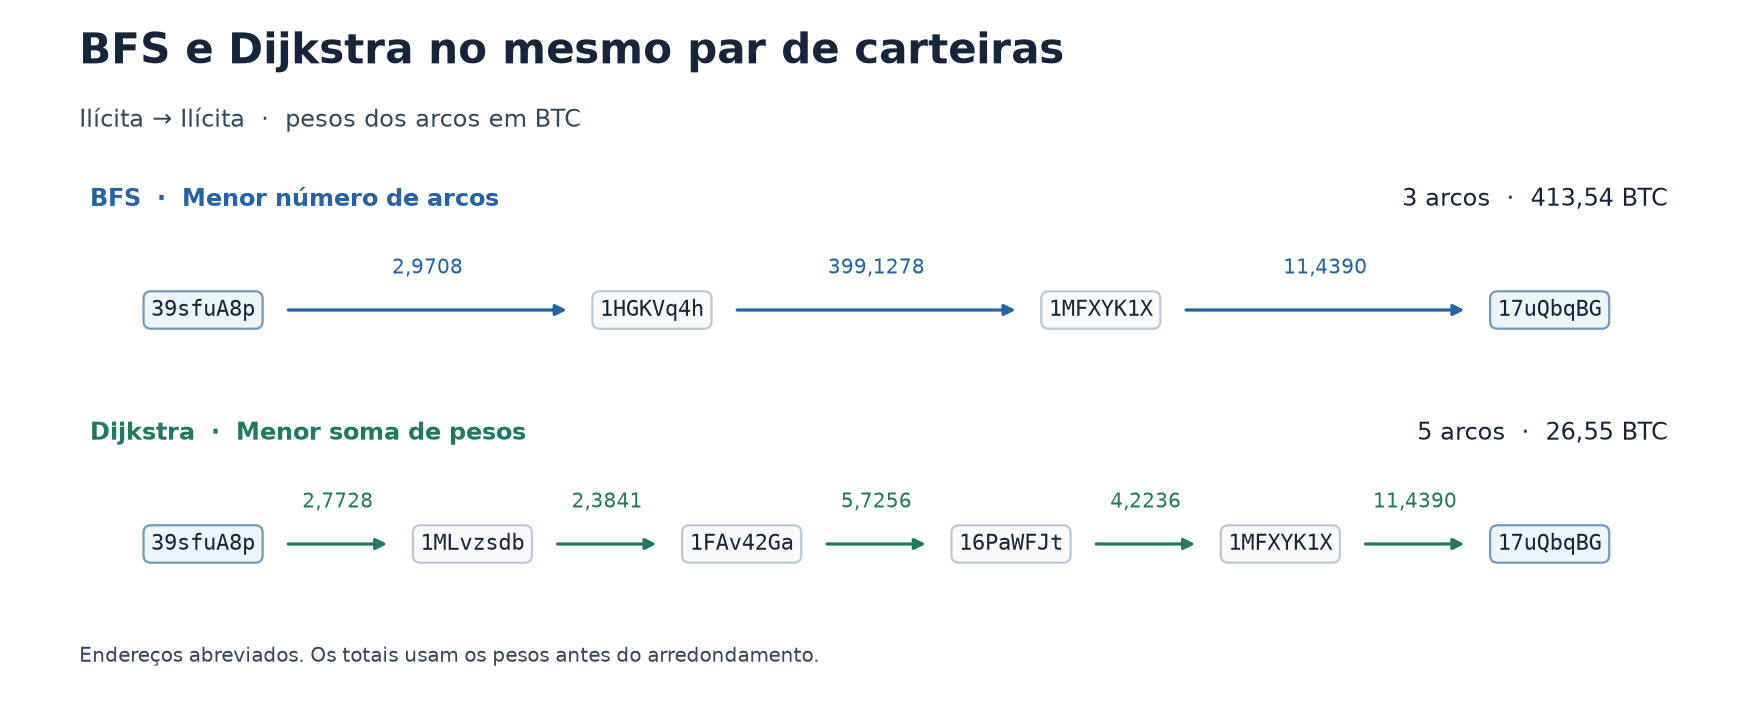 BFS e Dijkstra no mesmo par de carteiras
Ilícita → Ilícita · pesos dos arcos em BTC
BFS · Menor número de arcos
3 arcos · 413,54 BTC
2,9708 399,1278 11,4390
39sfuA8p 1HGKVq4h 1MFXYK1X 17uQbqBG
Dijkstra · Menor soma de pesos
5 arcos · 26,55 BTC
2,7728 2,3841 5,7256 4,2236 11,4390
39sfuA8p 1MLvzsdb 1FAv42Ga 16PaWFJt 1MFXYK1X 17uQbqBG
Endereços abreviados. Os totais usam os pesos antes do arredondamento.